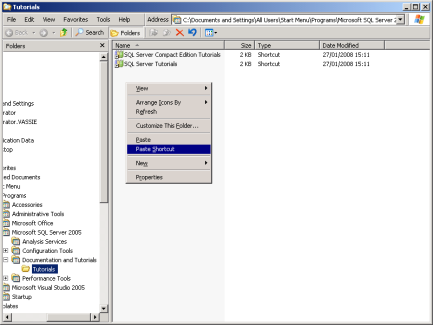 Tutorials
File Edit View Favorites Tools Help Address C:\Documents and Settings\All Users\Start Menu\Programs\Microsoft SQL Server 2
Back Search Folders
Folders
Name Size Type Date Modified
SQL Server Compact Edition Tutorials 2 KB Shortcut 27/01/2008 15:11
SQL Server Tutorials 2 KB Shortcut 27/01/2008 15:11
View
Arrange Icons By
Refresh
Customize This Folder...
Paste
Paste Shortcut
New
Properties
and Settings
rator
rator.VASSIE
ication Data
top
orites
ed Documents
: Menu
Programs
Accessories
Administrative Tools
Microsoft Office
Microsoft SQL Server 2005
Analysis Services
Configuration Tools
Documentation and Tutorials
Tutorials
Performance Tools
Microsoft Visual Studio 2005
Startup
plates